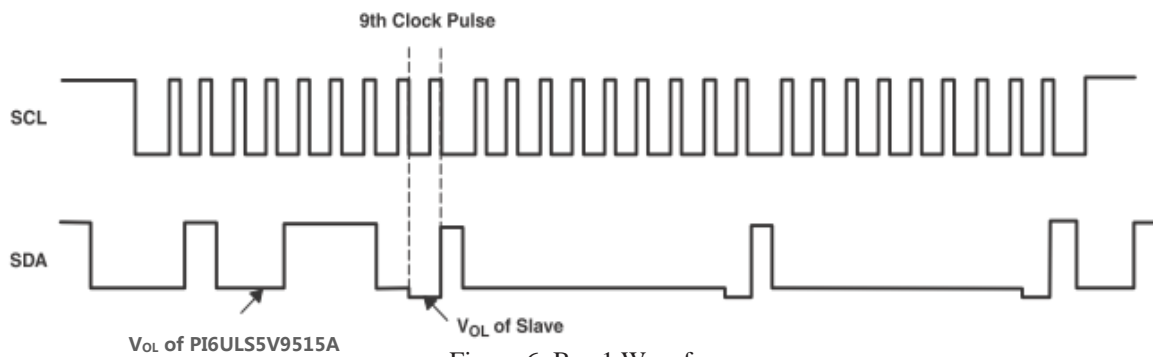 9th Clock Pulse
SCL
SDA
VOL of Slave
VOL of PI6ULS5V9515A